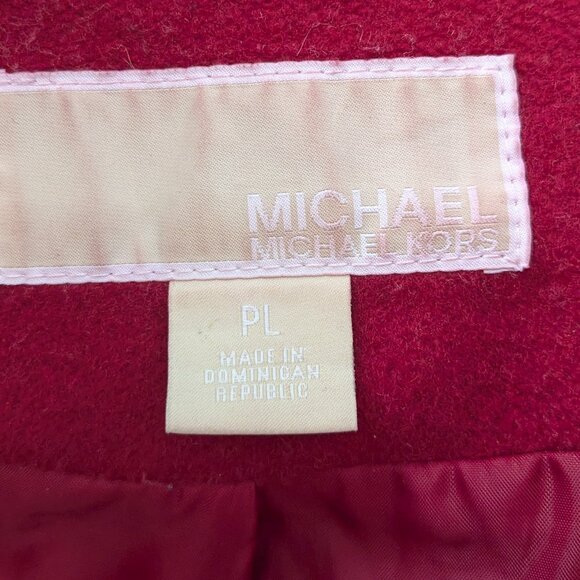 MICHAEL
MICHAEL KORS
PL
MADE IN
DOMINICAN
REPUBLIC